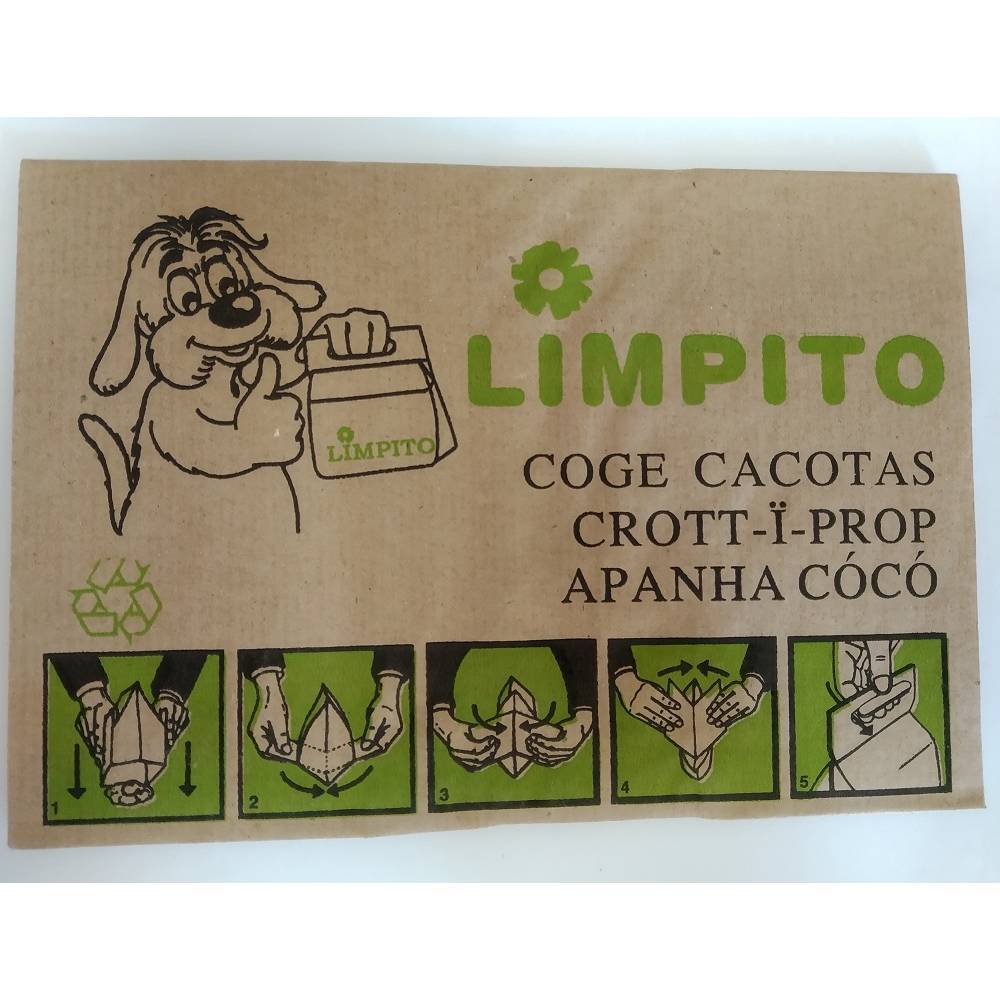 LIMPITO
LIMPITO
COGE CACOTAS
CROTT-Ï-PROP
APANHA CÓCÓ
1
2
3
4
5